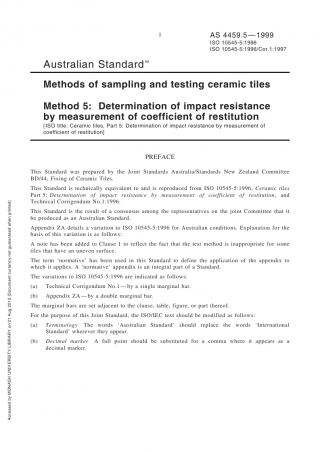 1
AS 4459.5—1999
ISO 10545-5:1996
ISO 10545-5:1996/Cor.1:1997
Australian Standard™
Methods of sampling and testing ceramic tiles
Method 5: Determination of impact resistance
by measurement of coefficient of restitution
[ISO title: Ceramic tiles, Part 5: Determination of impact resistance by measurement of
coefficient of restitution]
PREFACE
This Standard was prepared by the Joint Standards Australia/Standards New Zealand Committee
BD/44, Fixing of Ceramic Tiles.
This Standard is technically equivalent to and is reproduced from ISO 10545-5:1996, Ceramic tiles
Part 5: Determination of impact resistance by measurement of coefficient of restitution, and
Technical Corrigendum No.1:1996.
This Standard is the result of a consensus among the representatives on the joint Committee that it
be produced as an Australian Standard.
Appendix ZA details a variation to ISO 10545-5:1996 for Australian conditions. Explanation for the
basis of this variation is as follows:
A note has been added to Clause 1 to reflect the fact that the test method is inappropriate for some
tiles that have an uneven surface.
The term 'normative' has been used in this Standard to define the application of the appendix to
which it applies. A 'normative' appendix is an integral part of a Standard.
The variations to ISO 10545-5:1996 are indicated as follows:
(a) Technical Corrigendum No.1—by a single marginal bar.
(b) Appendix ZA—by a double marginal bar.
The marginal bars are set adjacent to the clause, table, figure, or part thereof.
For the purpose of this Joint Standard, the ISO/IEC text should be modified as follows:
(a) Terminology The words 'Australian Standard' should replace the words 'International
Standard' wherever they appear.
(b) Decimal marker A full point should be substituted for a comma where it appears as a
decimal marker.
Accessed by MONASH UNIVERSITY LIBRARY on 21 Aug 2013 (Document currency not guaranteed when printed)